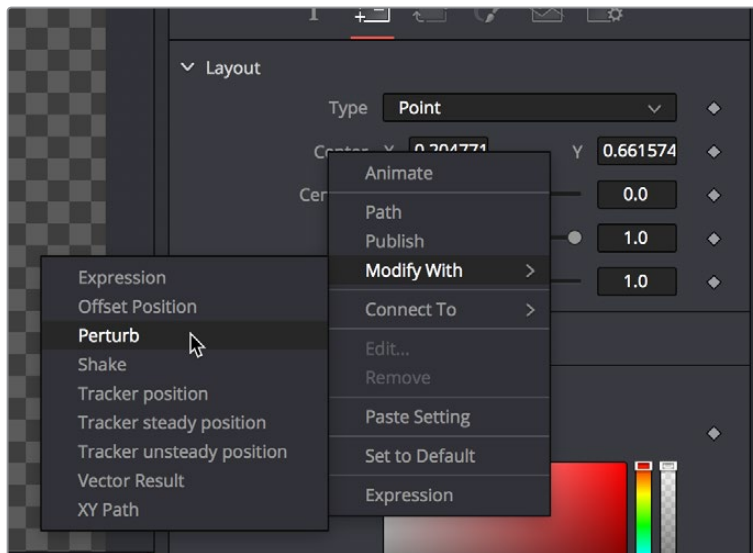 Layout
Type Point
Center X 0.204771 Y 0.661574
Cen 0.0
1.0
1.0
Animate
Path
Publish
Modify With
Connect To
Edit...
Remove
Paste Setting
Set to Default
Expression
Expression
Offset Position
Perturb
Shake
Tracker position
Tracker steady position
Tracker unsteady position
Vector Result
XY Path